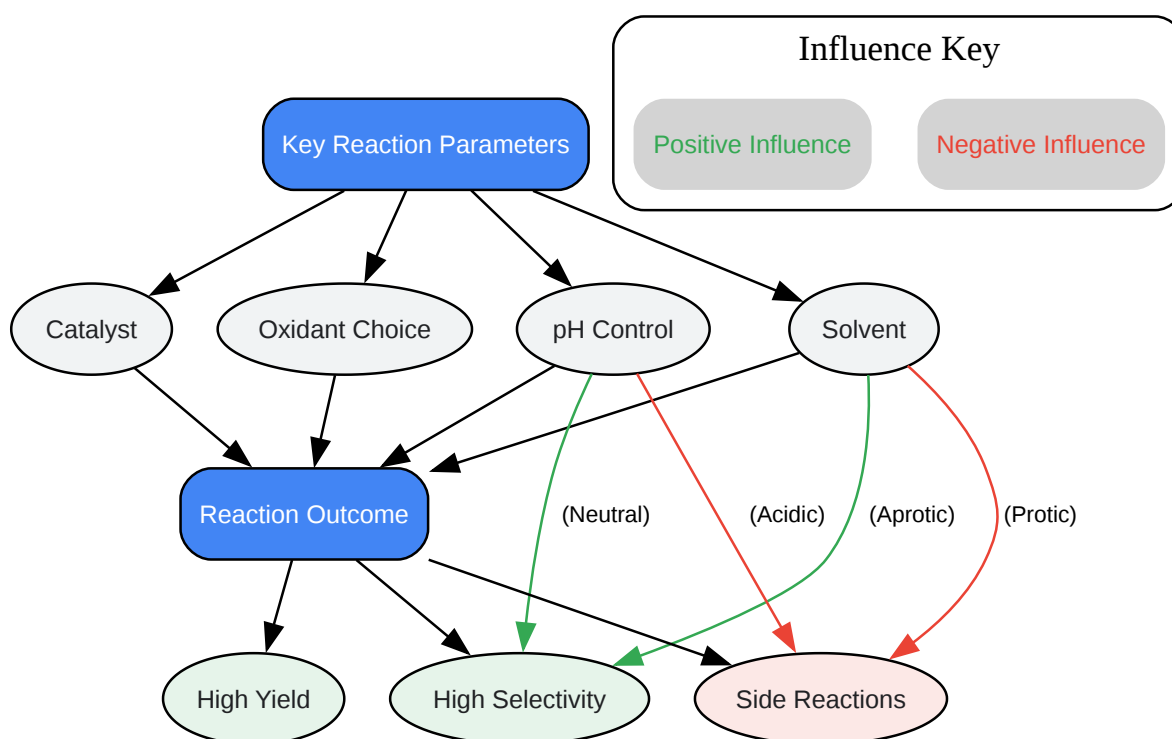 Influence Key
Positive Influence
Negative Influence
Key Reaction Parameters
Catalyst
Oxidant Choice
pH Control
Solvent
Reaction Outcome
(Neutral)
(Acidic)
(Aprotic)
(Protic)
High Yield
High Selectivity
Side Reactions